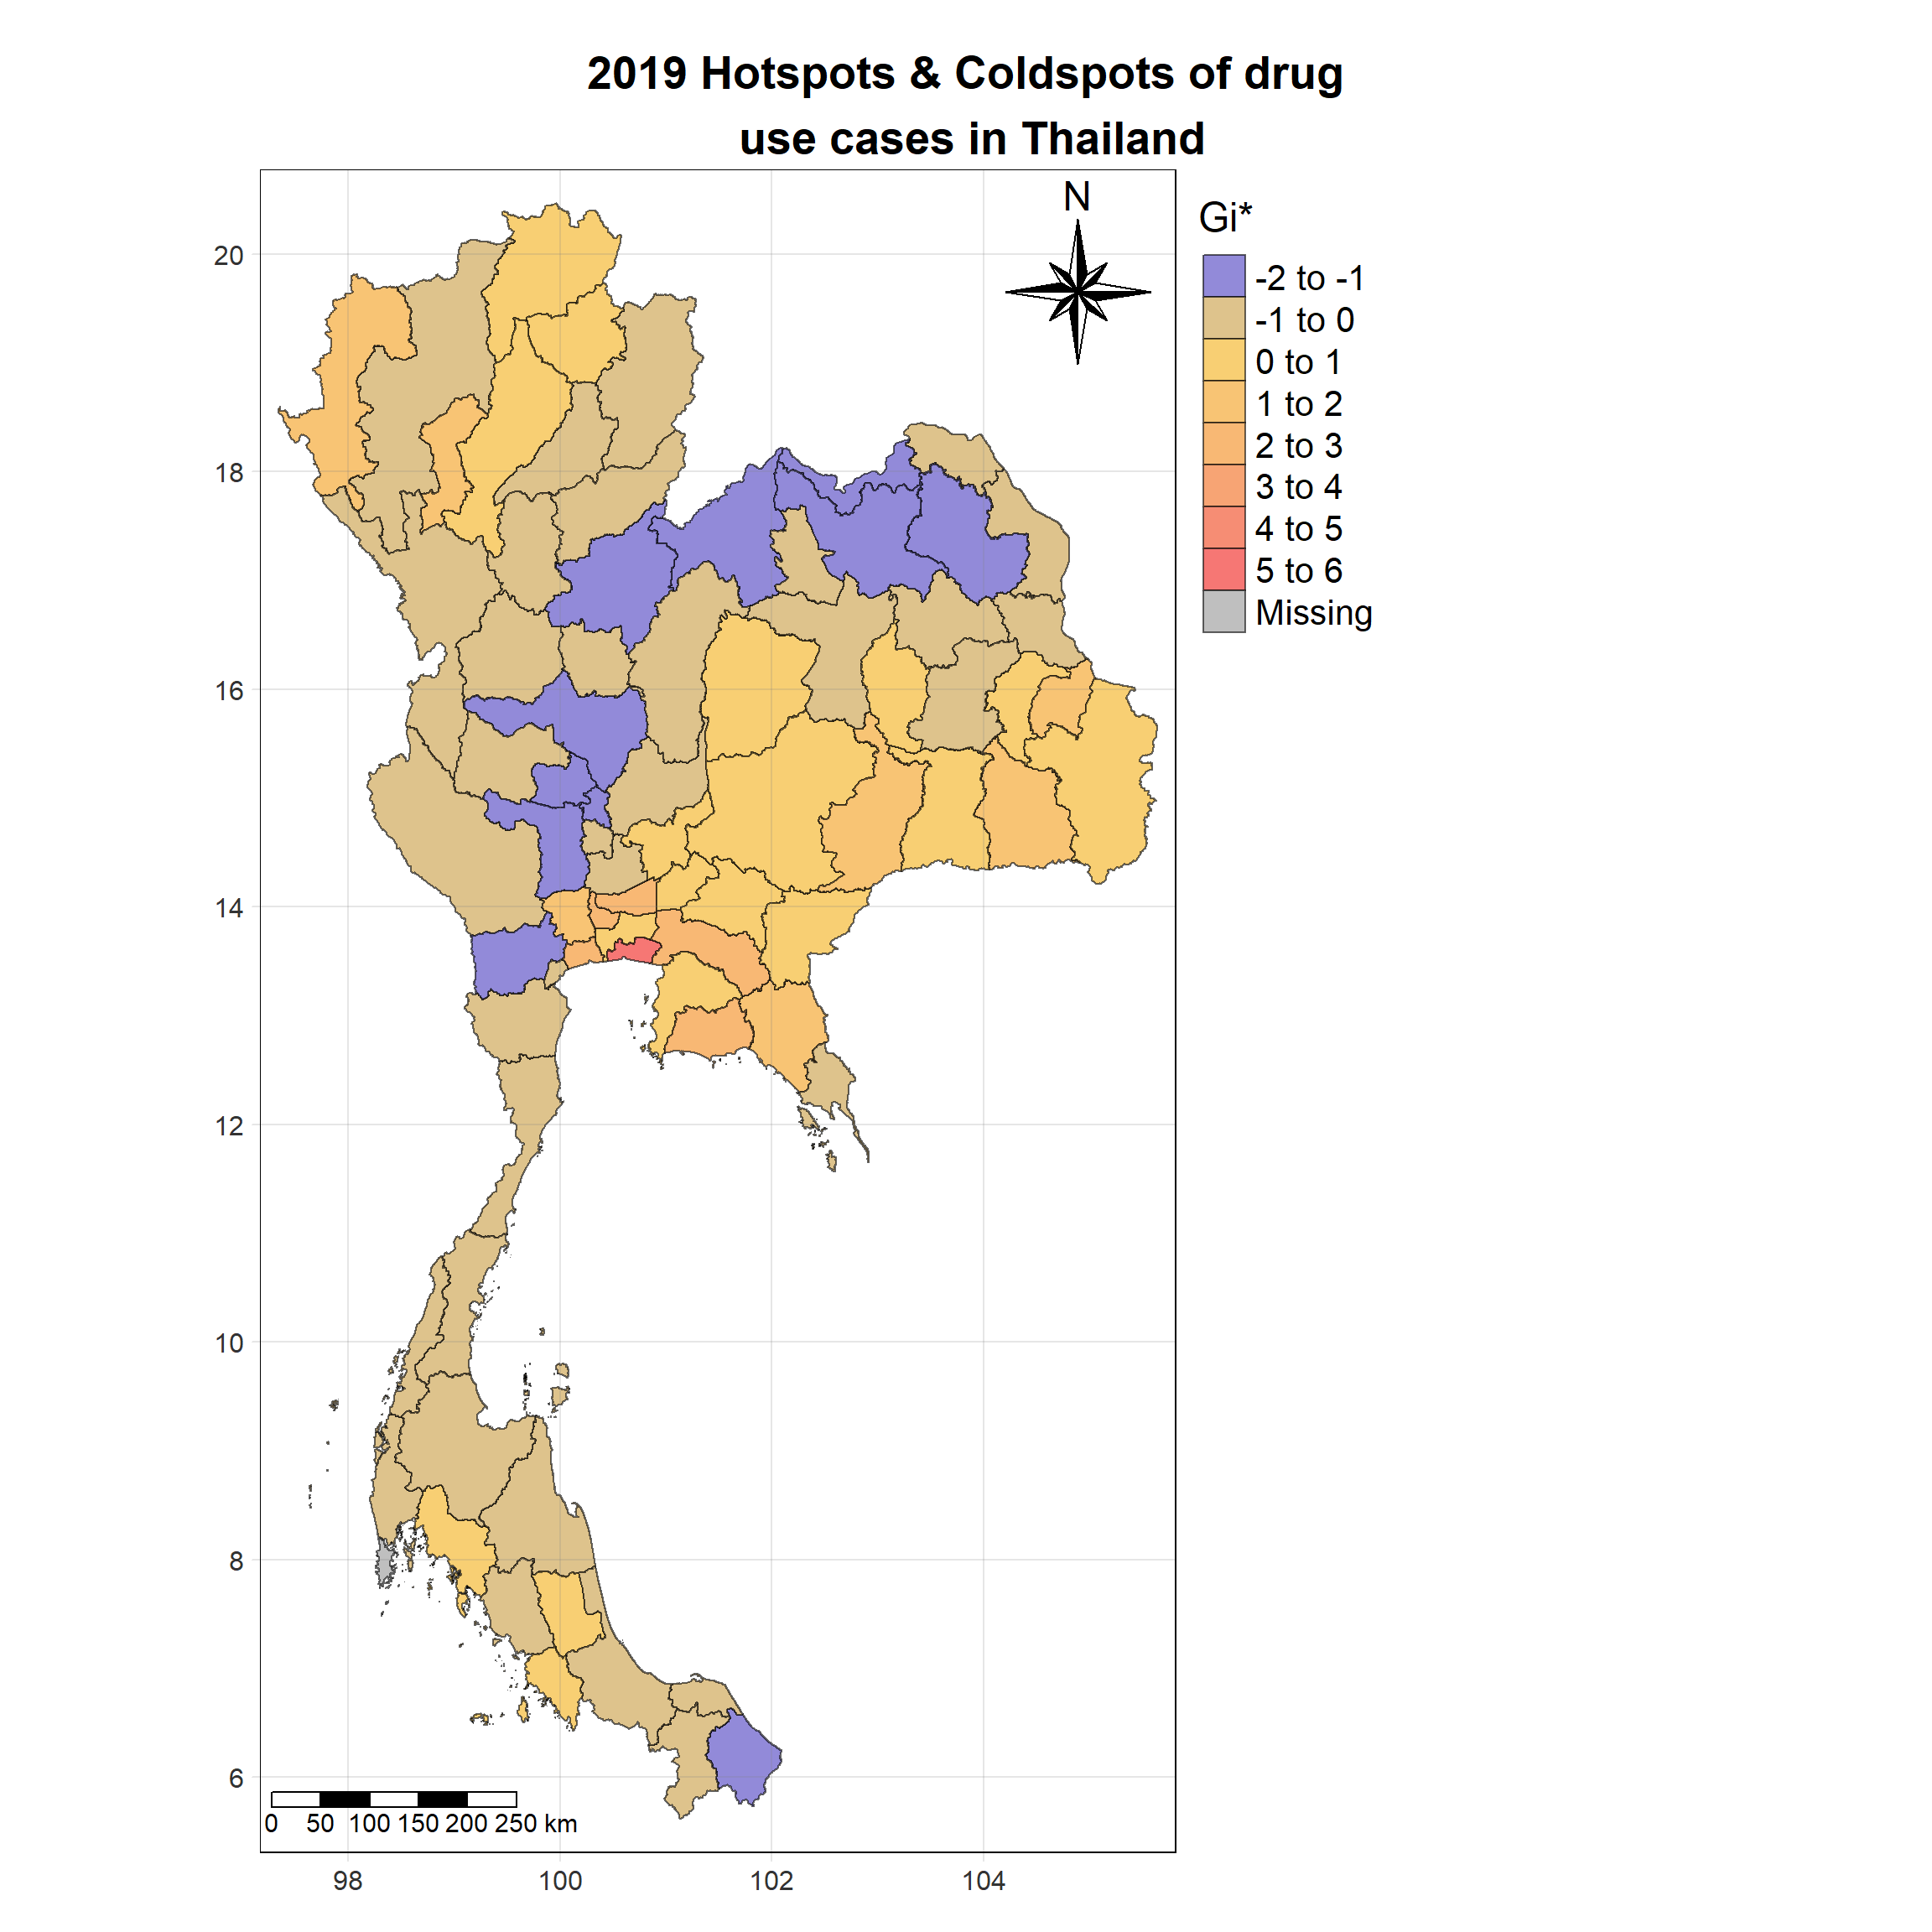 2019 Hotspots & Coldspots of drug
use cases in Thailand
N
Gi*
-2 to -1
-1 to 0
0 to 1
1 to 2
2 to 3
3 to 4
4 to 5
5 to 6
Missing
20
18
16
14
12
10
8
6
0 50 100 150 200 250 km
98 100 102 104